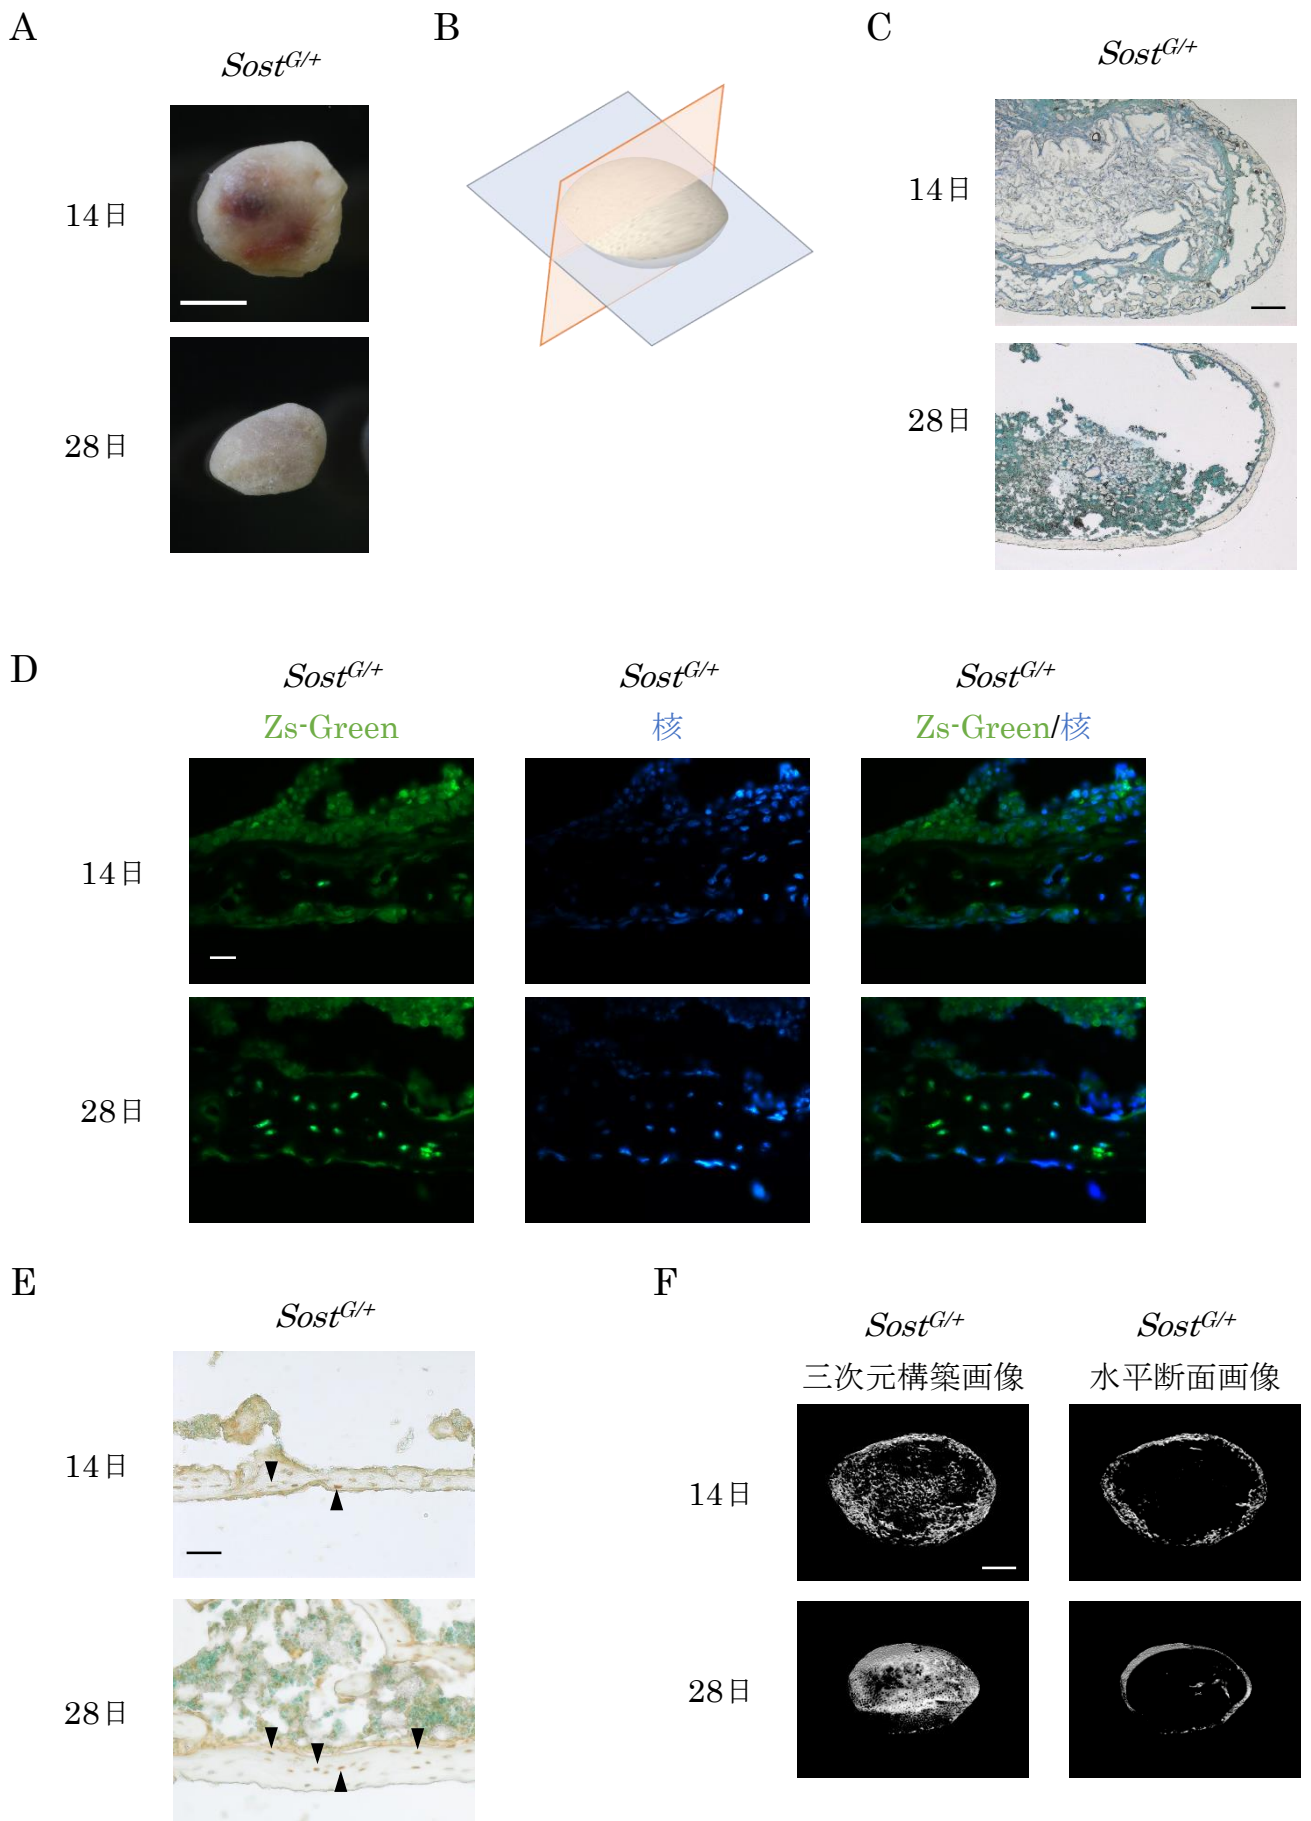 A
B
C
Sost^G/+
Sost^G/+
14日
14日
28日
28日
D
Sost^G/+
Sost^G/+
Sost^G/+
Zs-Green
核
Zs-Green/核
14日
28日
E
F
Sost^G/+
Sost^G/+
Sost^G/+
三次元構築画像
水平断面画像
14日
14日
28日
28日